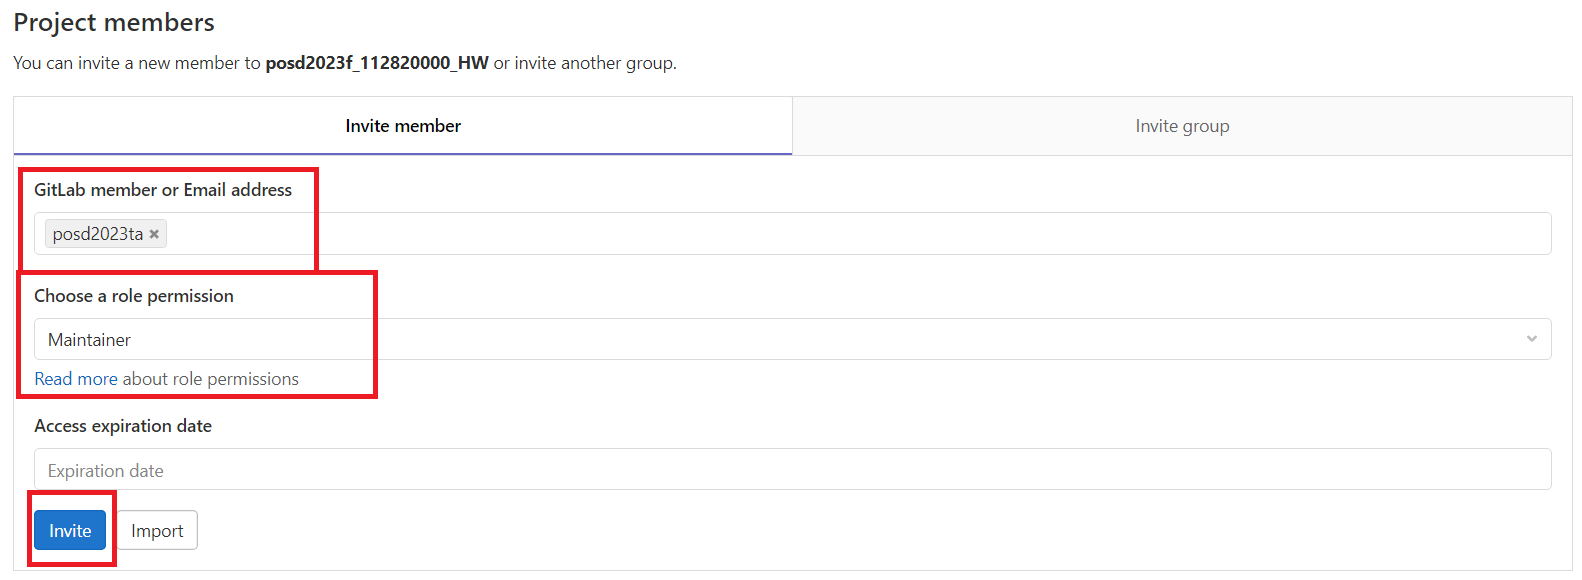 Project members
You can invite a new member to posd2023f_112820000_HW or invite another group.
Invite member
Invite group
GitLab member or Email address
posd2023ta ×
Choose a role permission
Maintainer
Read more about role permissions
Access expiration date
Expiration date
Invite
Import